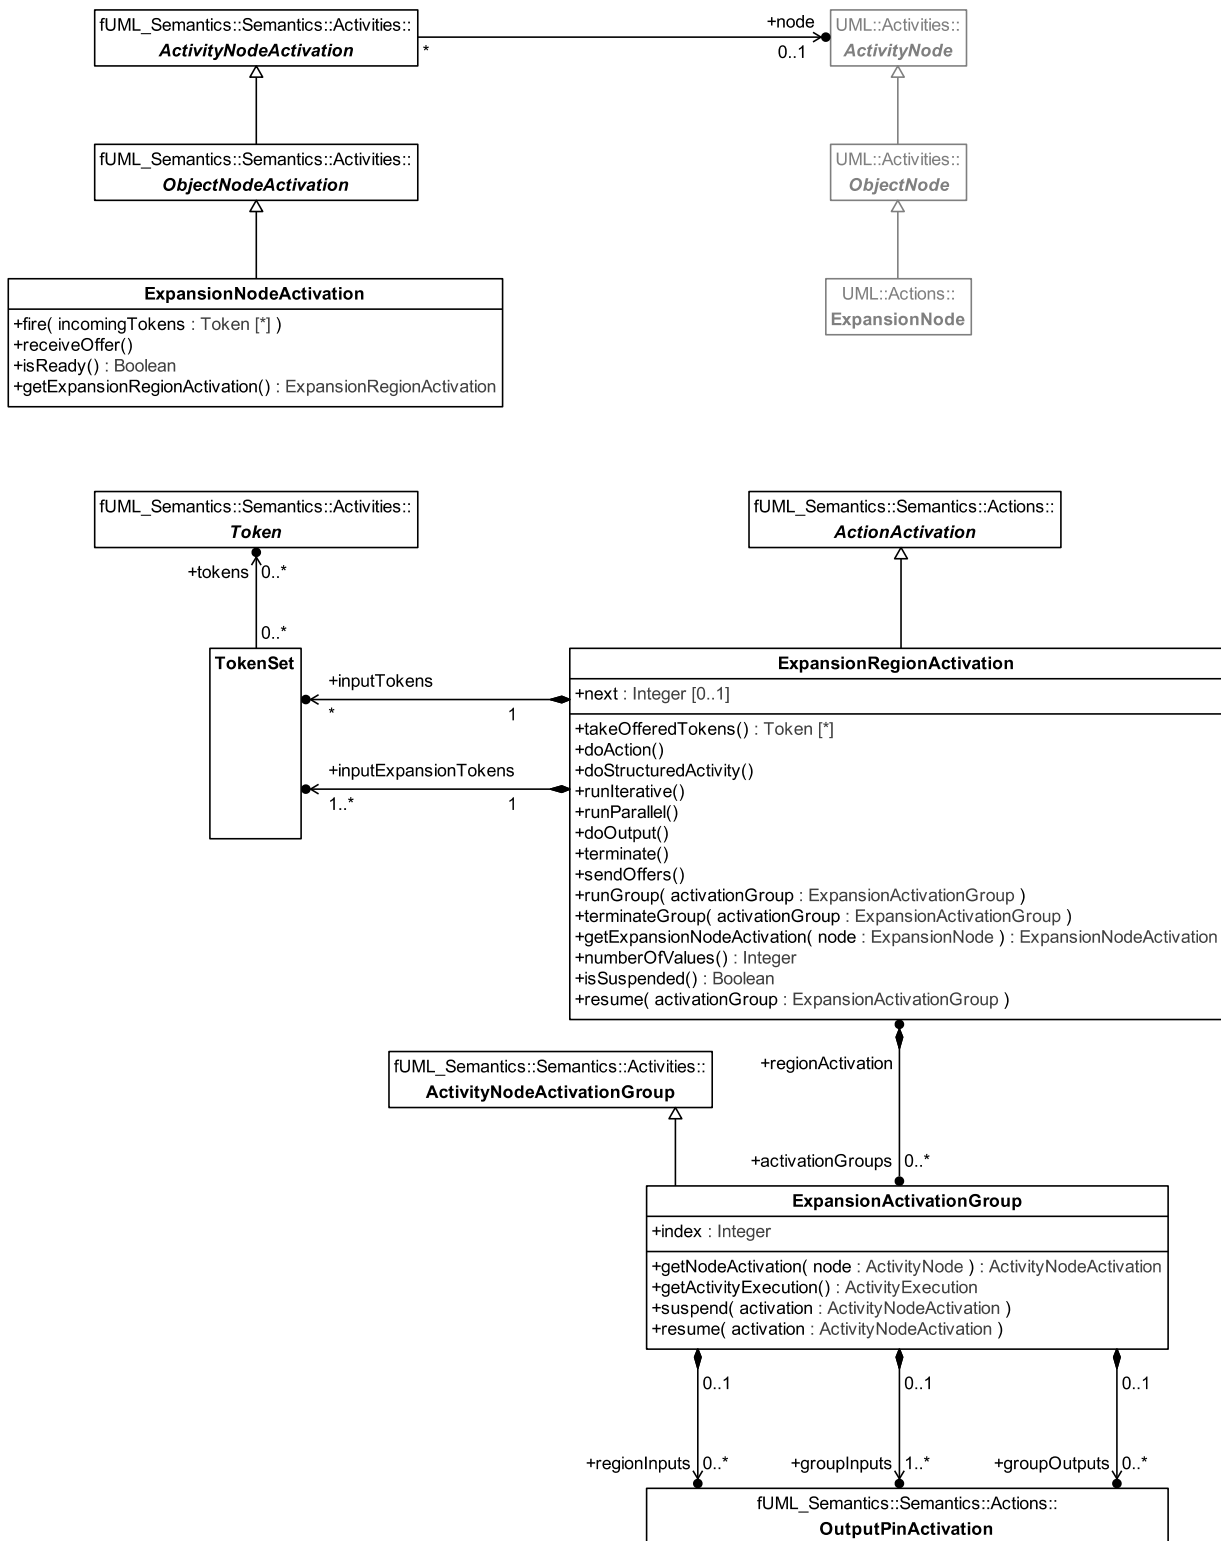 fUML_Semantics::Semantics::Activities::
ActivityNodeActivation
*
+node
0..1
UML::Activities::
ActivityNode
fUML_Semantics::Semantics::Activities::
ObjectNodeActivation
UML::Activities::
ObjectNode
ExpansionNodeActivation
+fire( incomingTokens : Token [*] )
+receiveOffer()
+isReady() : Boolean
+getExpansionRegionActivation() : ExpansionRegionActivation
UML::Actions::
ExpansionNode
fUML_Semantics::Semantics::Activities::
Token
+tokens 0..*
0..*
TokenSet
fUML_Semantics::Semantics::Actions::
ActionActivation
+inputTokens
* 1
+inputExpansionTokens
1..* 1
ExpansionRegionActivation
+next : Integer [0..1]
+takeOfferedTokens() : Token [*]
+doAction()
+doStructuredActivity()
+runIterative()
+runParallel()
+doOutput()
+terminate()
+sendOffers()
+runGroup( activationGroup : ExpansionActivationGroup )
+terminateGroup( activationGroup : ExpansionActivationGroup )
+getExpansionNodeActivation( node : ExpansionNode ) : ExpansionNodeActivation
+numberOfValues() : Integer
+isSuspended() : Boolean
+resume( activationGroup : ExpansionActivationGroup )
fUML_Semantics::Semantics::Activities::
ActivityNodeActivationGroup
+regionActivation
+activationGroups 0..*
ExpansionActivationGroup
+index : Integer
+getNodeActivation( node : ActivityNode ) : ActivityNodeActivation
+getActivityExecution() : ActivityExecution
+suspend( activation : ActivityNodeActivation )
+resume( activation : ActivityNodeActivation )
0..1 0..1 0..1
+regionInputs 0..* +groupInputs 1..* +groupOutputs 0..*
fUML_Semantics::Semantics::Actions::
OutputPinActivation